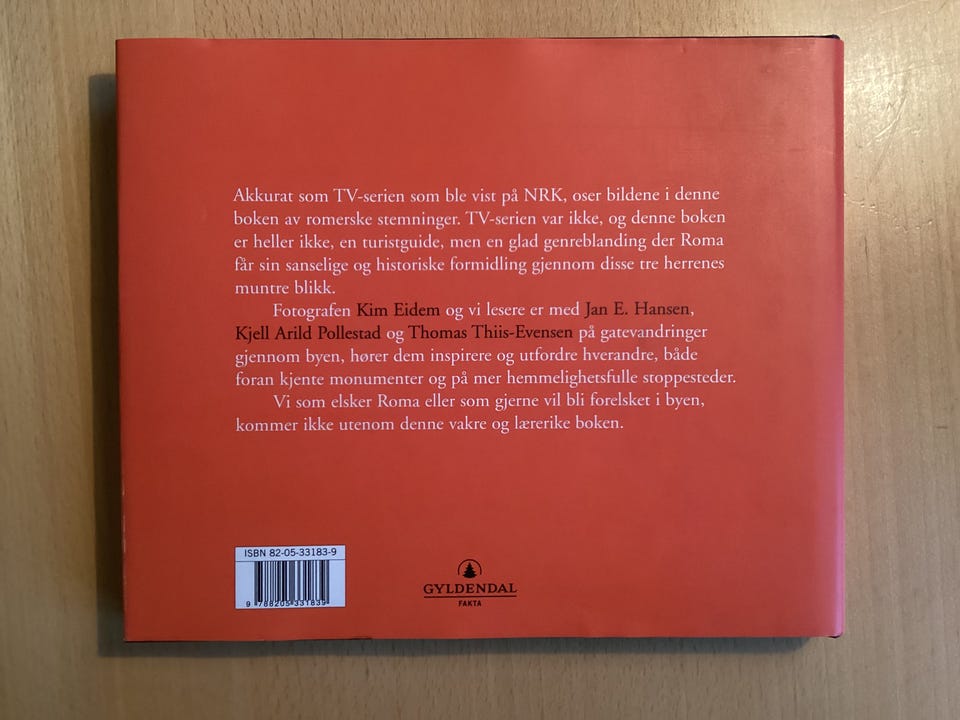 Akkurat som TV-serien som ble vist på NRK, oser bildene i denne
boken av romerske stemninger. TV-serien var ikke, og denne boken
er heller ikke, en turistguide, men en glad genreblanding der Roma
får sin sanselige og historiske formidling gjennom disse tre herrenes
muntre blikk.
Fotografen Kim Eidem og vi lesere er med Jan E. Hansen,
Kjell Arild Pollestad og Thomas Thiis-Evensen på gatevandringer
gjennom byen, hører dem inspirere og utfordre hverandre, både
foran kjente monumenter og på mer hemmelighetsfulle stoppesteder.
Vi som elsker Roma eller som gjerne vil bli forelsket i byen,
kommer ikke utenom denne vakre og lærerike boken.
ISBN 82-05-33183-9
9 788205 331839
GYLDENDAL
FAKTA